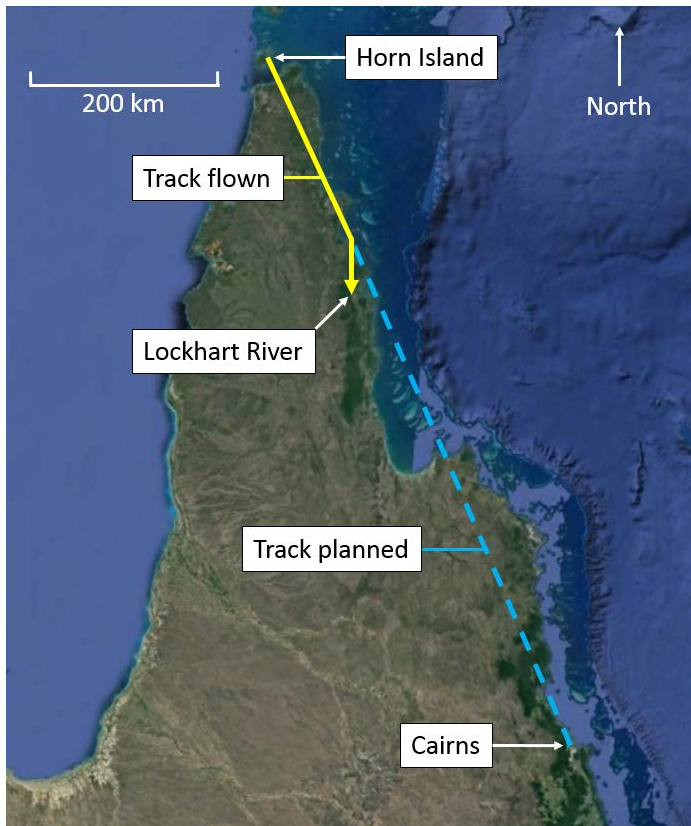 Horn Island
200 km
North
Track flown
Lockhart River
Track planned
Cairns